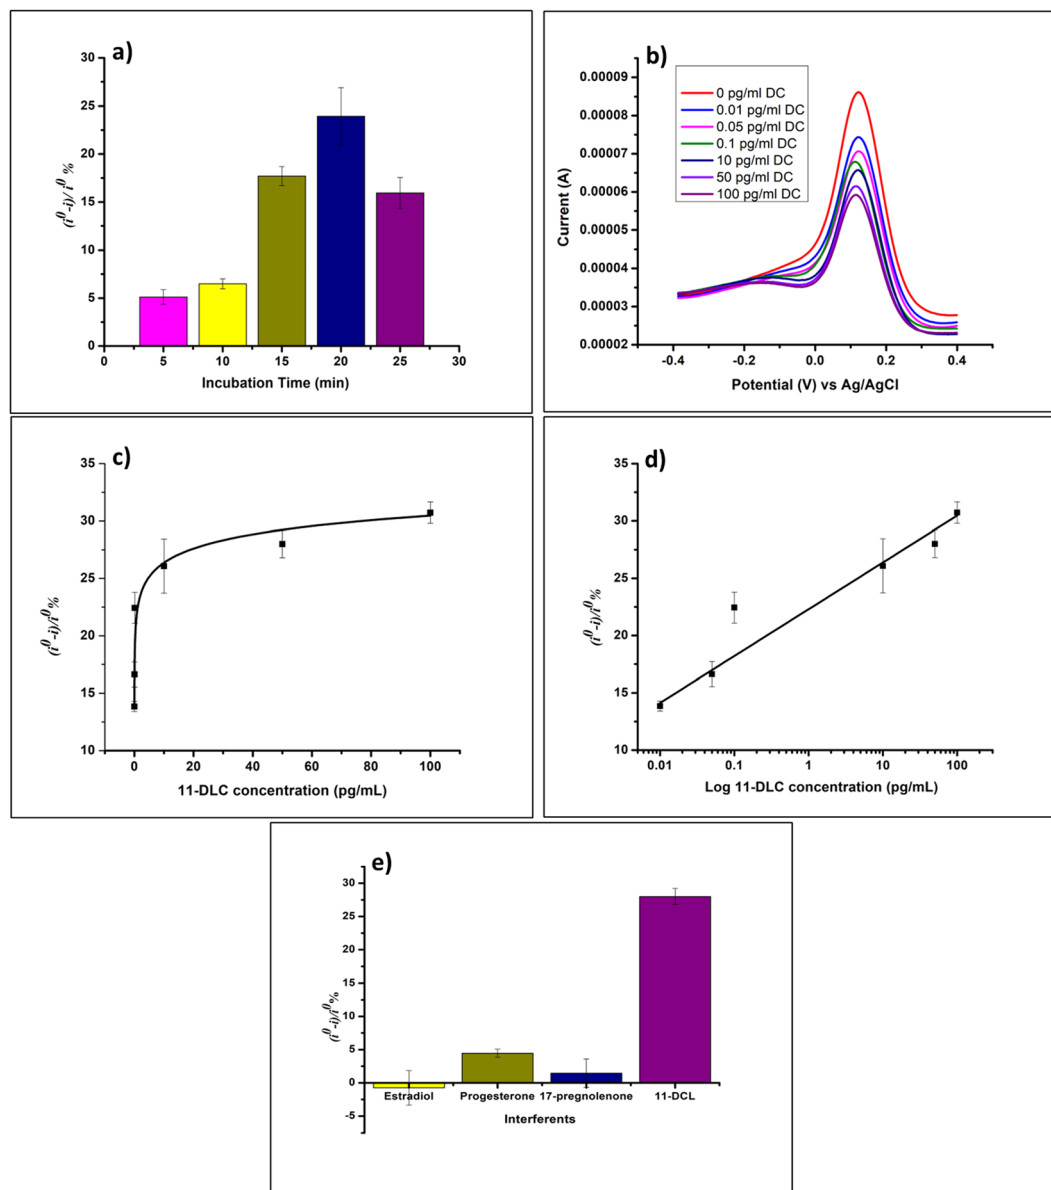 a)
30
25
20
15
10
5
0
(i⁰-i)/i⁰%
0 5 10 15 20 25 30
Incubation Time (min)
b)
0.00009
0.00008
0.00007
0.00006
0.00005
0.00004
0.00003
0.00002
Current (A)
0 pg/ml DC
0.01 pg/ml DC
0.05 pg/ml DC
0.1 pg/ml DC
10 pg/ml DC
50 pg/ml DC
100 pg/ml DC
-0.4 -0.2 0.0 0.2 0.4
Potential (V) vs Ag/AgCl
c)
35
30
25
20
15
10
(i⁰-i)/i⁰%
0 20 40 60 80 100
11-DLC concentration (pg/mL)
d)
35
30
25
20
15
10
(i⁰-i)/i⁰%
0.01 0.1 1 10 100
Log 11-DLC concentration (pg/mL)
e)
30
25
20
15
10
5
0
-5
(i⁰-i)/i⁰%
Estradiol Progesterone 17-pregnolenone 11-DCL
Interferents